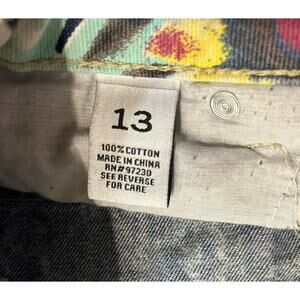 13
100% COTTON
MADE IN CHINA
RN#97230
SEE REVERSE
FOR CARE